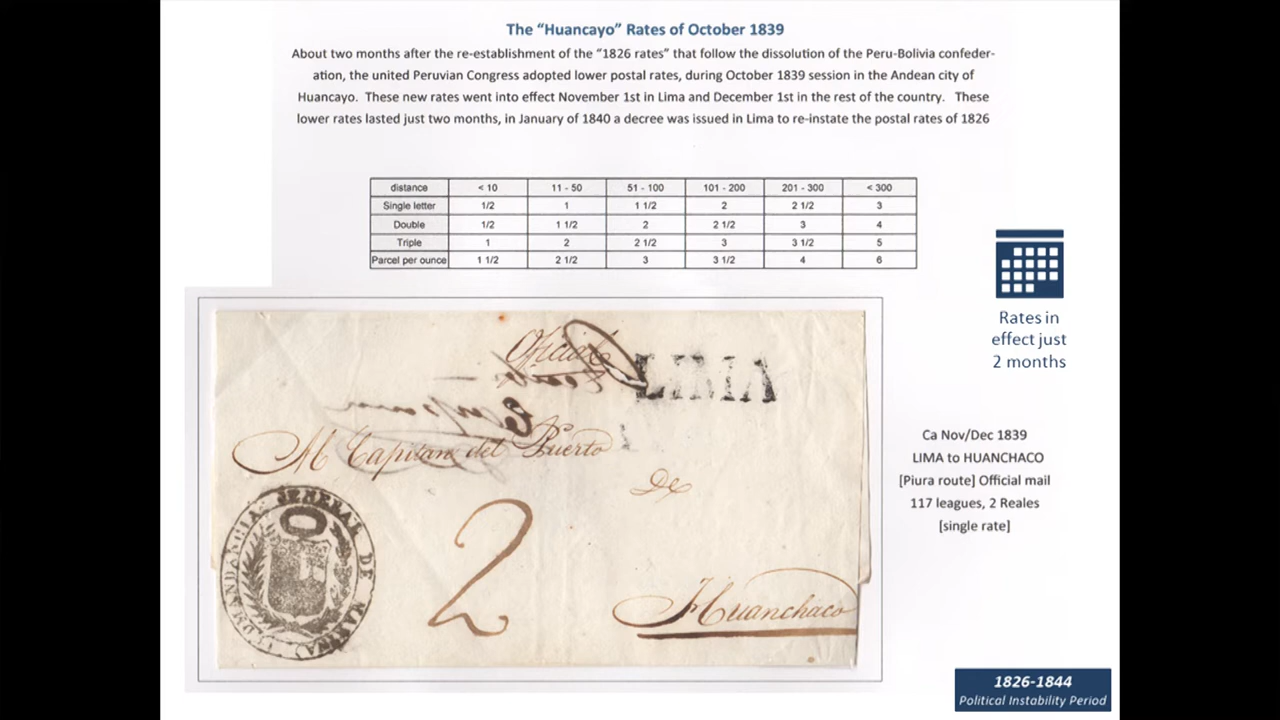 The “Huancayo” Rates of October 1839
About two months after the re-establishment of the “1826 rates” that follow the dissolution of the Peru-Bolivia confeder-
ation, the united Peruvian Congress adopted lower postal rates, during October 1839 session in the Andean city of
Huancayo. These new rates went into effect November 1st in Lima and December 1st in the rest of the country. These
lower rates lasted just two months, in January of 1840 a decree was issued in Lima to re-instate the postal rates of 1826
distance < 10 11 - 50 51 - 100 101 - 200 201 - 300 < 300
Single letter 1/2 1 1 1/2 2 2 1/2 3
Double 1/2 1 1/2 2 2 1/2 3 4
Triple 1 2 2 1/2 3 3 1/2 5
Parcel per ounce 1 1/2 2 1/2 3 3 1/2 4 6
Rates in
effect just
2 months
Oficial
LIMA
Al Capitan del Puerto
De
COMANDANCIA JENERAL DE MARINA
2
Huanchaco
Ca Nov/Dec 1839
LIMA to HUANCHACO
[Piura route] Official mail
117 leagues, 2 Reales
[single rate]
1826-1844
Political Instability Period